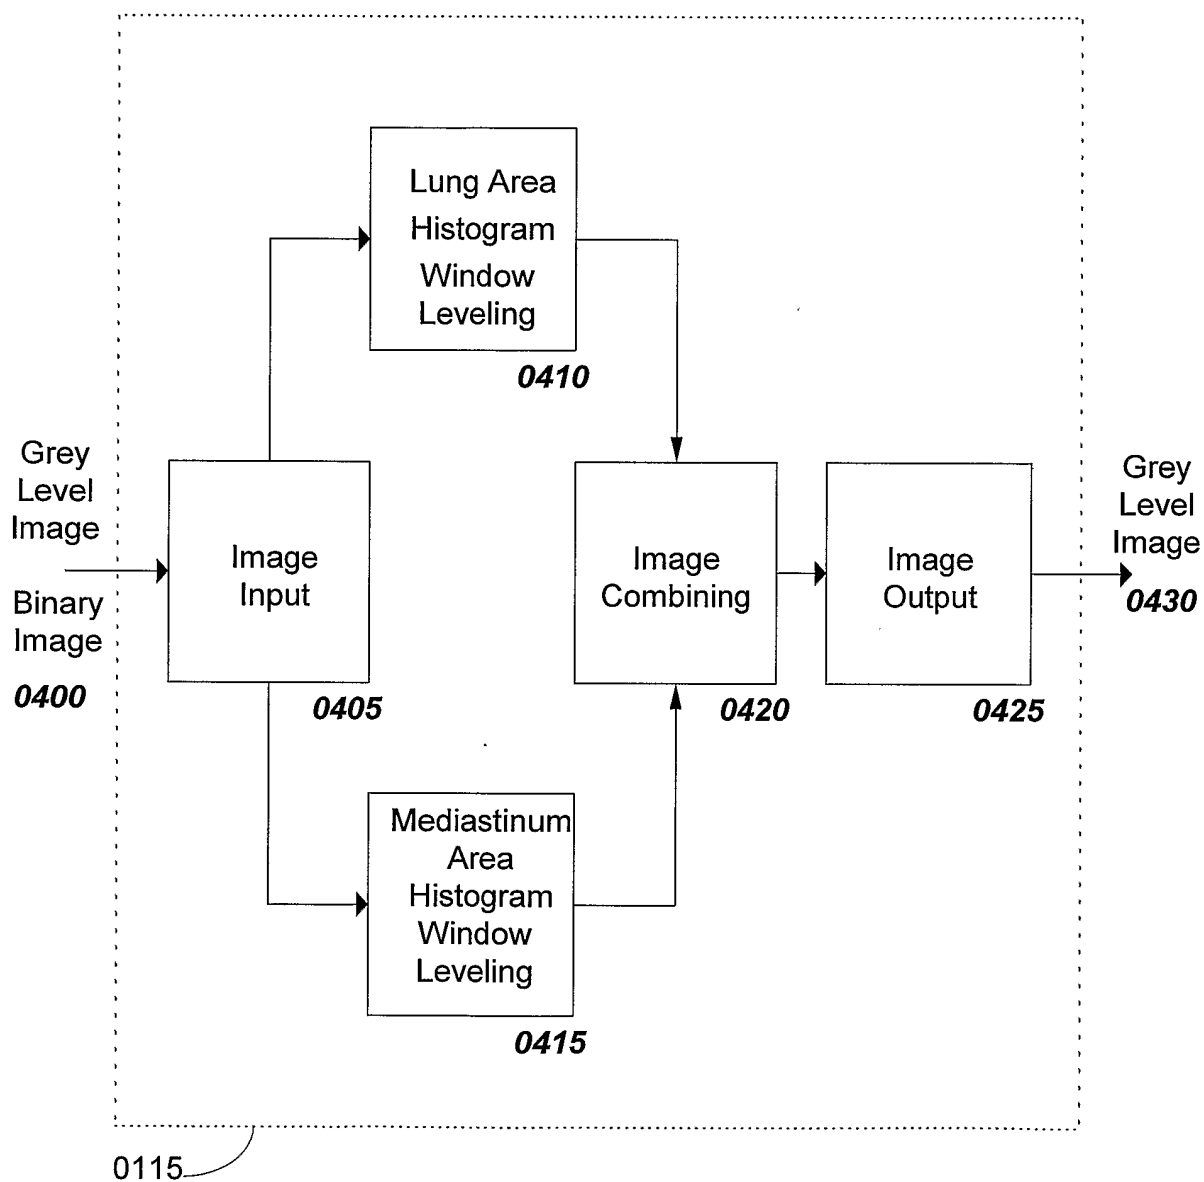 Lung Area
Histogram
Window
Leveling
0410
Grey
Level
Image
Binary
Image
0400
Image
Input
0405
Image
Combining
0420
Image
Output
0425
Grey
Level
Image
0430
Mediastinum
Area
Histogram
Window
Leveling
0415
0115